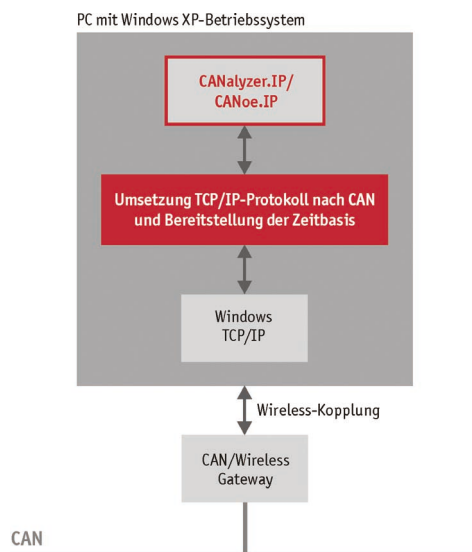 PC mit Windows XP-Betriebssystem
CANalyzer.IP/
CANoe.IP
Umsetzung TCP/IP-Protokoll nach CAN
und Bereitstellung der Zeitbasis
Windows
TCP/IP
Wireless-Kopplung
CAN/Wireless
Gateway
CAN